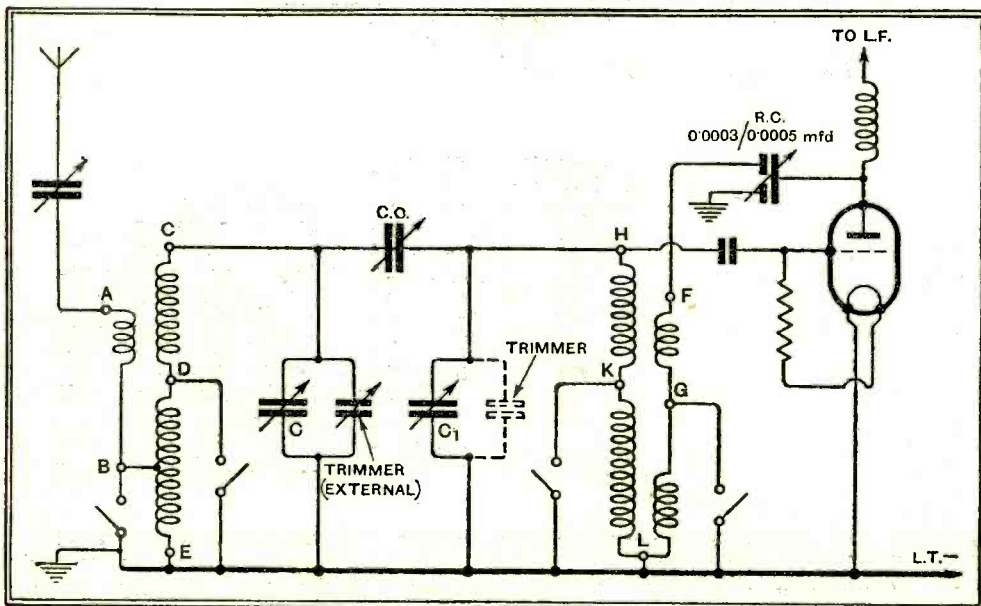 TO L.F.
R.C.
0.0003/0.0005 mfd
C.O.
C
H
A
F
TRIMMER
D
K
G
C
C1
B
TRIMMER
(EXTERNAL)
E
L
L.T.–